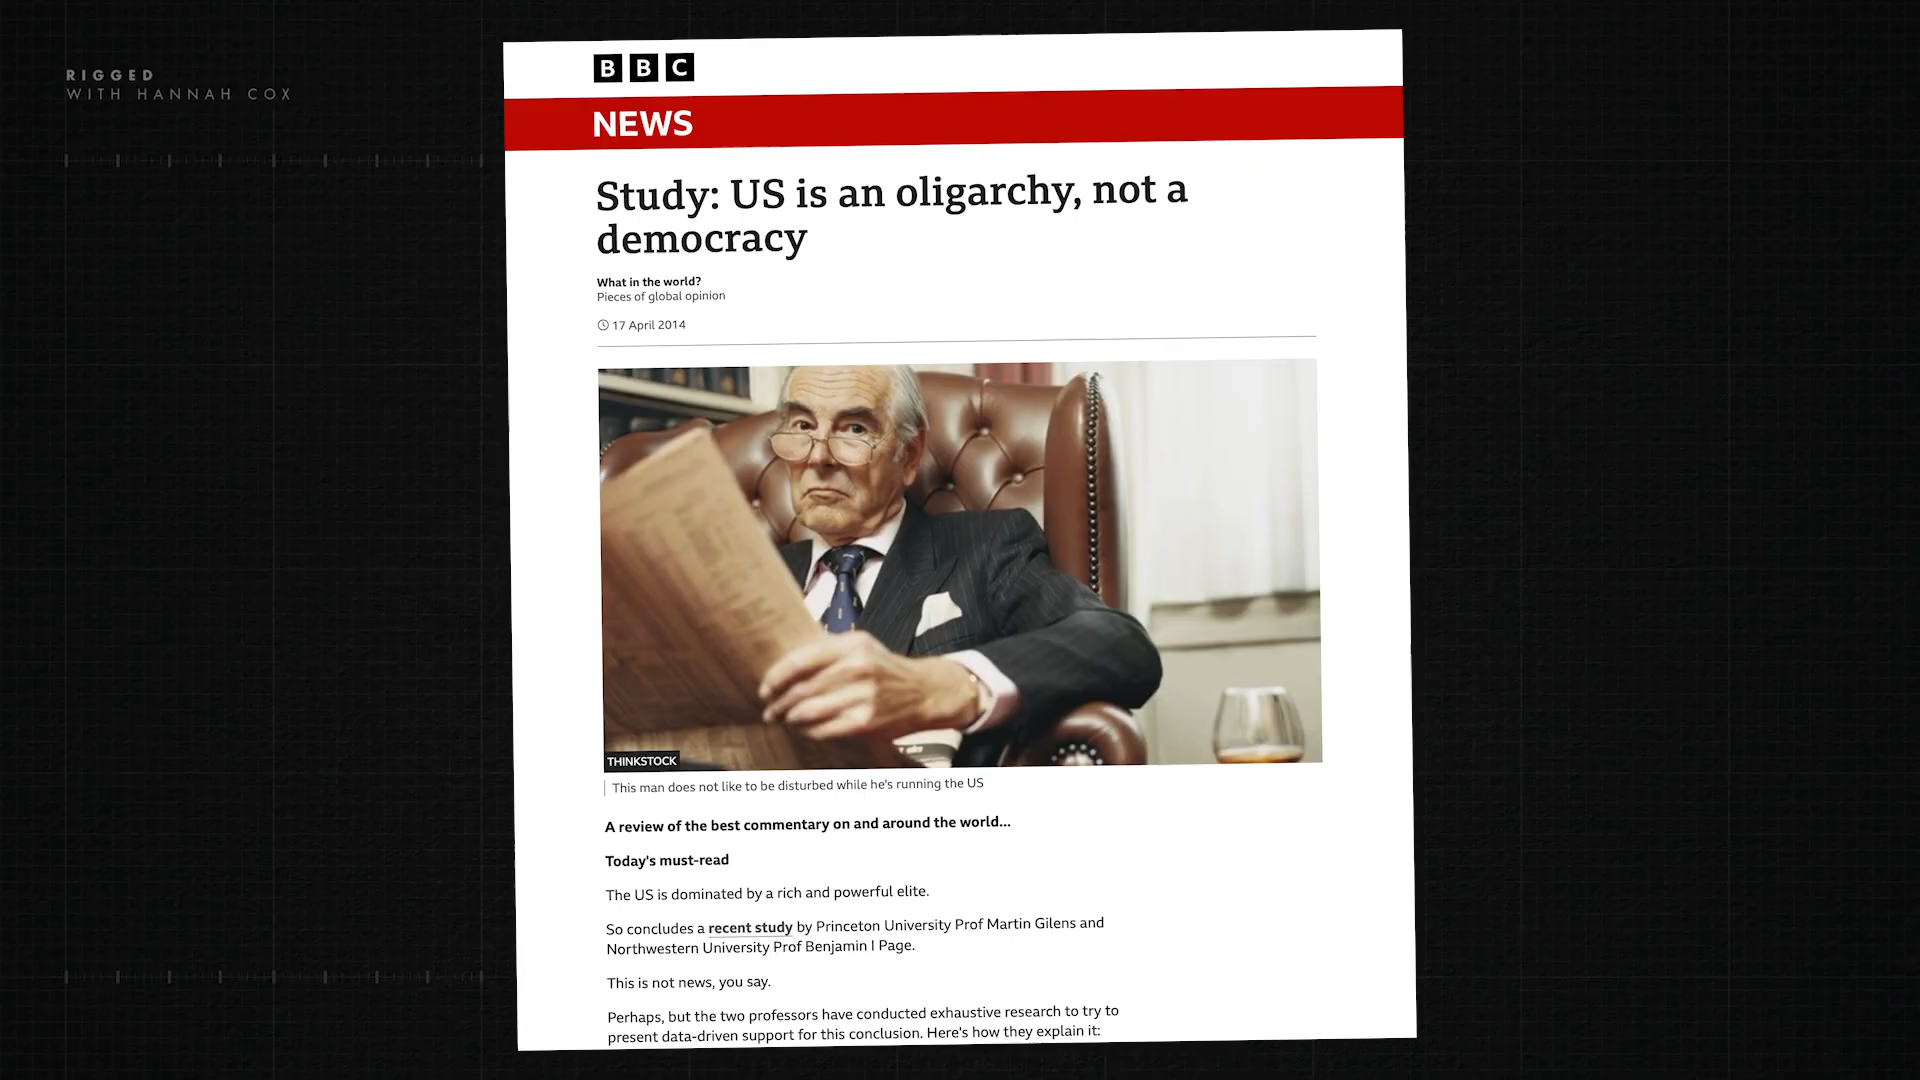 RIGGED
WITH HANNAH COX
BBC
NEWS
Study: US is an oligarchy, not a
democracy
What in the world?
Pieces of global opinion
17 April 2014
THINKSTOCK
This man does not like to be disturbed while he's running the US
A review of the best commentary on and around the world...
Today's must-read
The US is dominated by a rich and powerful elite.
So concludes a recent study by Princeton University Prof Martin Gilens and
Northwestern University Prof Benjamin I Page.
This is not news, you say.
Perhaps, but the two professors have conducted exhaustive research to try to
present data-driven support for this conclusion. Here's how they explain it: